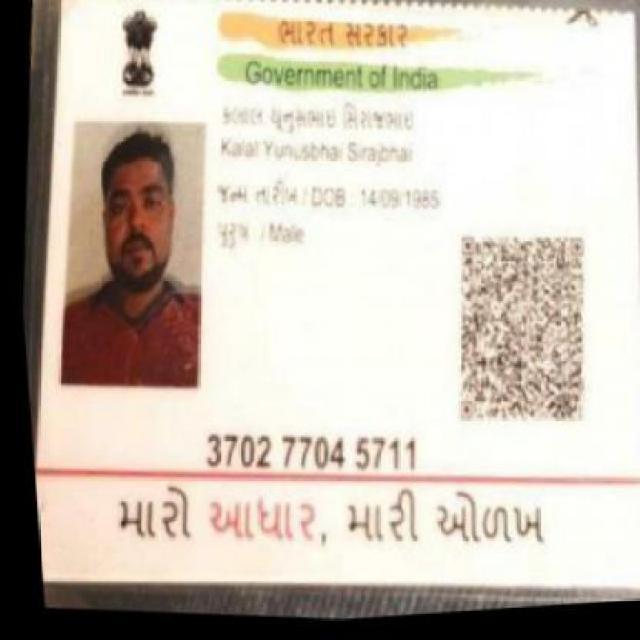 ભારત સરકાર
Government of India
કલાલ યુનુસભાઇ સિરાજભાઇ
Kalal Yunusbhai Sirajbhai
જન્મ તારીખ / DOB : 14/09/1985
પુરુષ / Male
3702 7704 5711
મારો આધાર, મારી ઓળખ